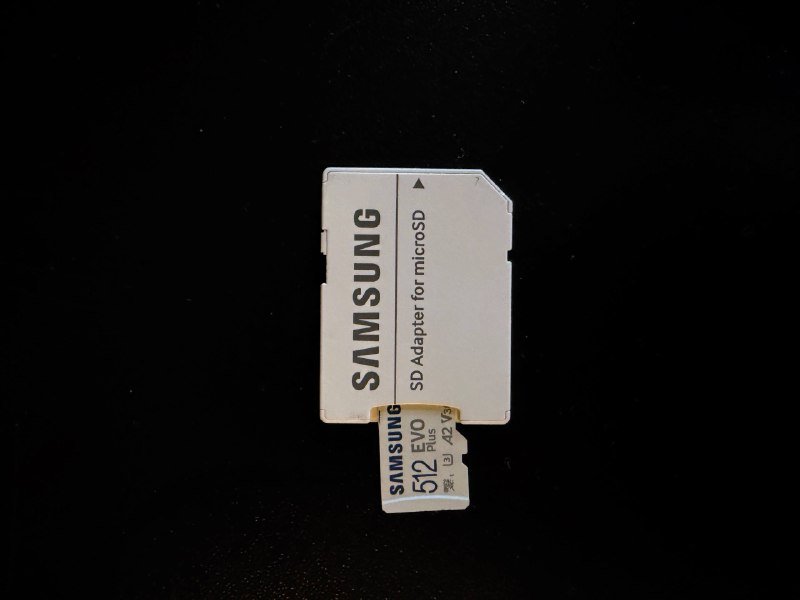 SAMSUNG
SD Adapter for microSD
SAMSUNG
512 EVO
Plus
U3 A2 V30